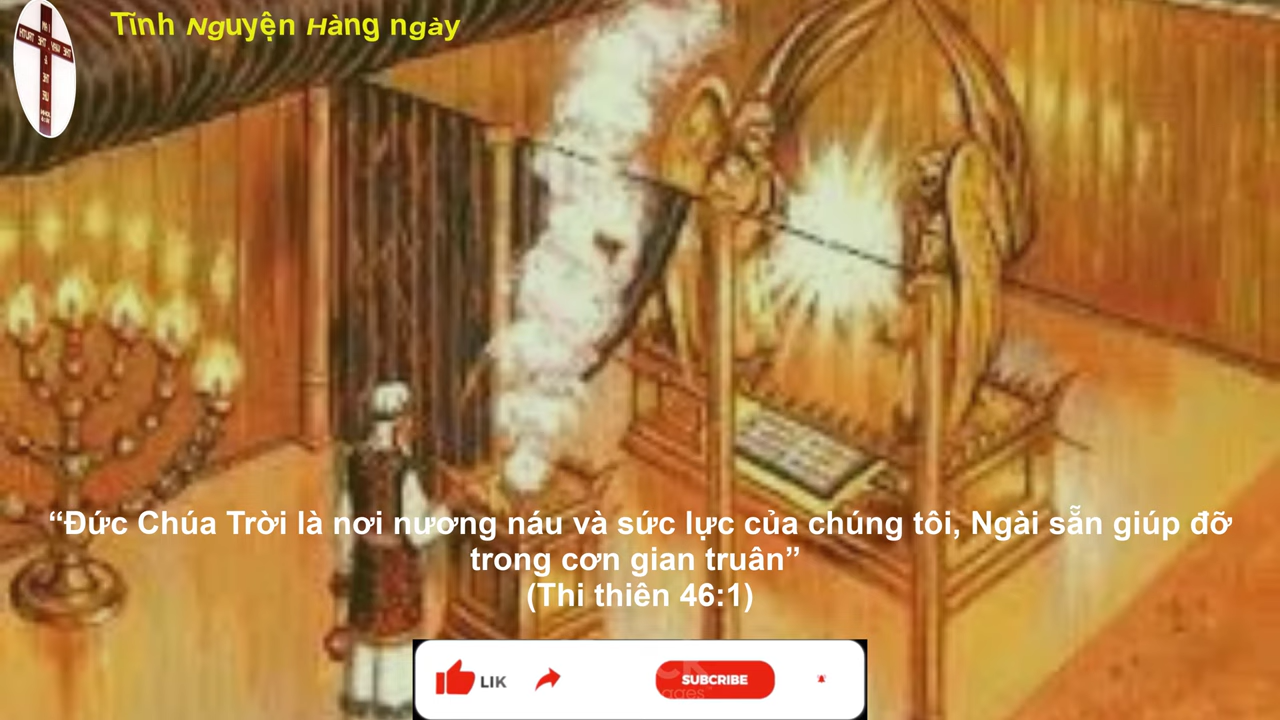 Tĩnh Nguyện Hàng ngày
“Đức Chúa Trời là nơi nương náu và sức lực của chúng tôi, Ngài sẵn giúp đỡ
trong cơn gian truân”
(Thi thiên 46:1)
LIK
SUBCRIBE